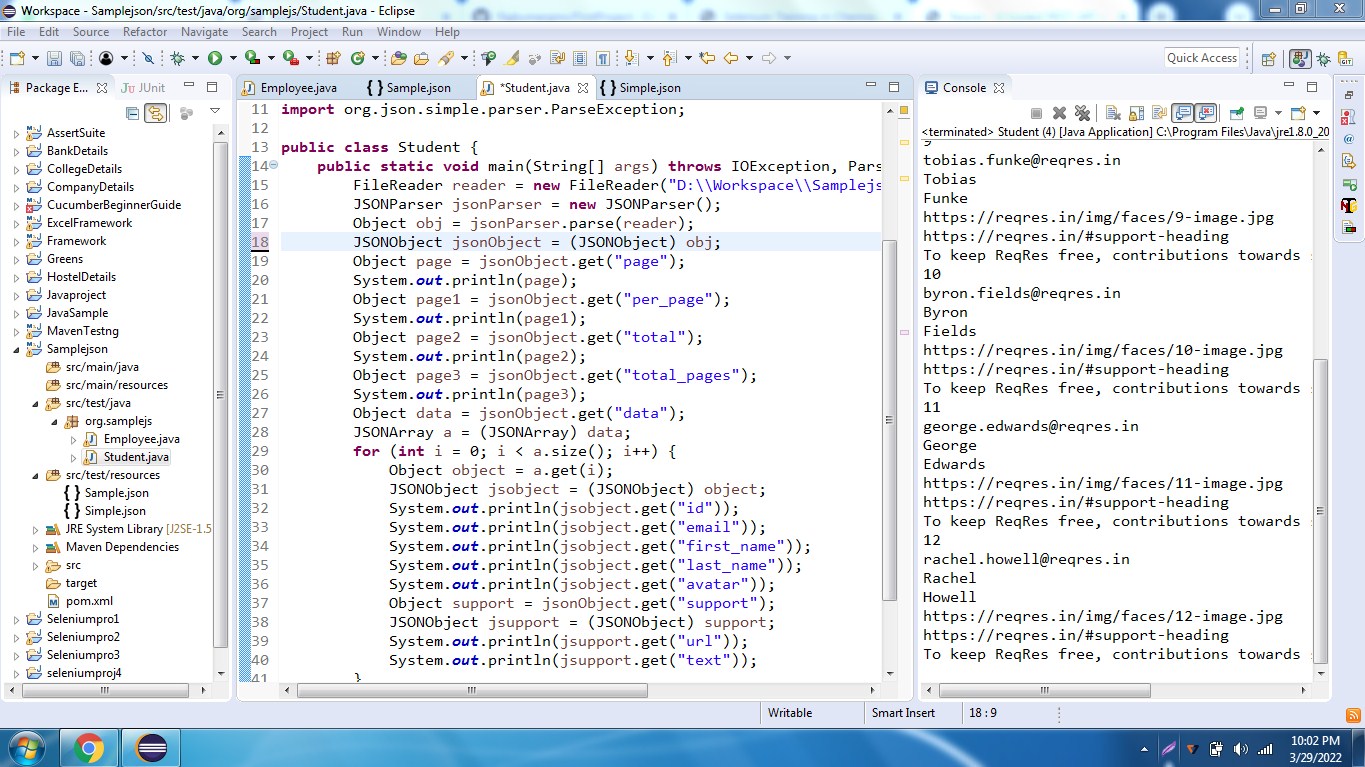 Workspace - Samplejson/src/test/java/org/samplejs/Student.java - Eclipse
File Edit Source Refactor Navigate Search Project Run Window Help
Quick Access
Package E...
JUnit
AssertSuite
BankDetails
CollegeDetails
CompanyDetails
CucumberBeginnerGuide
ExcelFramework
Framework
Greens
HostelDetails
Javaproject
JavaSample
MavenTestng
Samplejson
src/main/java
src/main/resources
src/test/java
org.samplejs
Employee.java
Student.java
src/test/resources
Sample.json
Simple.json
JRE System Library [J2SE-1.5
Maven Dependencies
src
target
pom.xml
Seleniumpro1
Seleniumpro2
Seleniumpro3
seleniumproj4
Employee.java { } Sample.json *Student.java { } Simple.json
11 import org.json.simple.parser.ParseException;
12
13 public class Student {
14 public static void main(String[] args) throws IOException, Pars
15 FileReader reader = new FileReader("D:\\Workspace\\Samplejs
16 JSONParser jsonParser = new JSONParser();
17 Object obj = jsonParser.parse(reader);
18 JSONObject jsonObject = (JSONObject) obj;
19 Object page = jsonObject.get("page");
20 System.out.println(page);
21 Object page1 = jsonObject.get("per_page");
22 System.out.println(page1);
23 Object page2 = jsonObject.get("total");
24 System.out.println(page2);
25 Object page3 = jsonObject.get("total_pages");
26 System.out.println(page3);
27 Object data = jsonObject.get("data");
28 JSONArray a = (JSONArray) data;
29 for (int i = 0; i < a.size(); i++) {
30 Object object = a.get(i);
31 JSONObject jsobject = (JSONObject) object;
32 System.out.println(jsobject.get("id"));
33 System.out.println(jsobject.get("email"));
34 System.out.println(jsobject.get("first_name"));
35 System.out.println(jsobject.get("last_name"));
36 System.out.println(jsobject.get("avatar"));
37 Object support = jsonObject.get("support");
38 JSONObject jsupport = (JSONObject) support;
39 System.out.println(jsupport.get("url"));
40 System.out.println(jsupport.get("text"));
41 }
Console
<terminated> Student (4) [Java Application] C:\Program Files\Java\jre1.8.0_20
9
tobias.funke@reqres.in
Tobias
Funke
https://reqres.in/img/faces/9-image.jpg
https://reqres.in/#support-heading
To keep ReqRes free, contributions towards
10
byron.fields@reqres.in
Byron
Fields
https://reqres.in/img/faces/10-image.jpg
https://reqres.in/#support-heading
To keep ReqRes free, contributions towards
11
george.edwards@reqres.in
George
Edwards
https://reqres.in/img/faces/11-image.jpg
https://reqres.in/#support-heading
To keep ReqRes free, contributions towards
12
rachel.howell@reqres.in
Rachel
Howell
https://reqres.in/img/faces/12-image.jpg
https://reqres.in/#support-heading
To keep ReqRes free, contributions towards
Writable Smart Insert 18 : 9
10:02 PM
3/29/2022